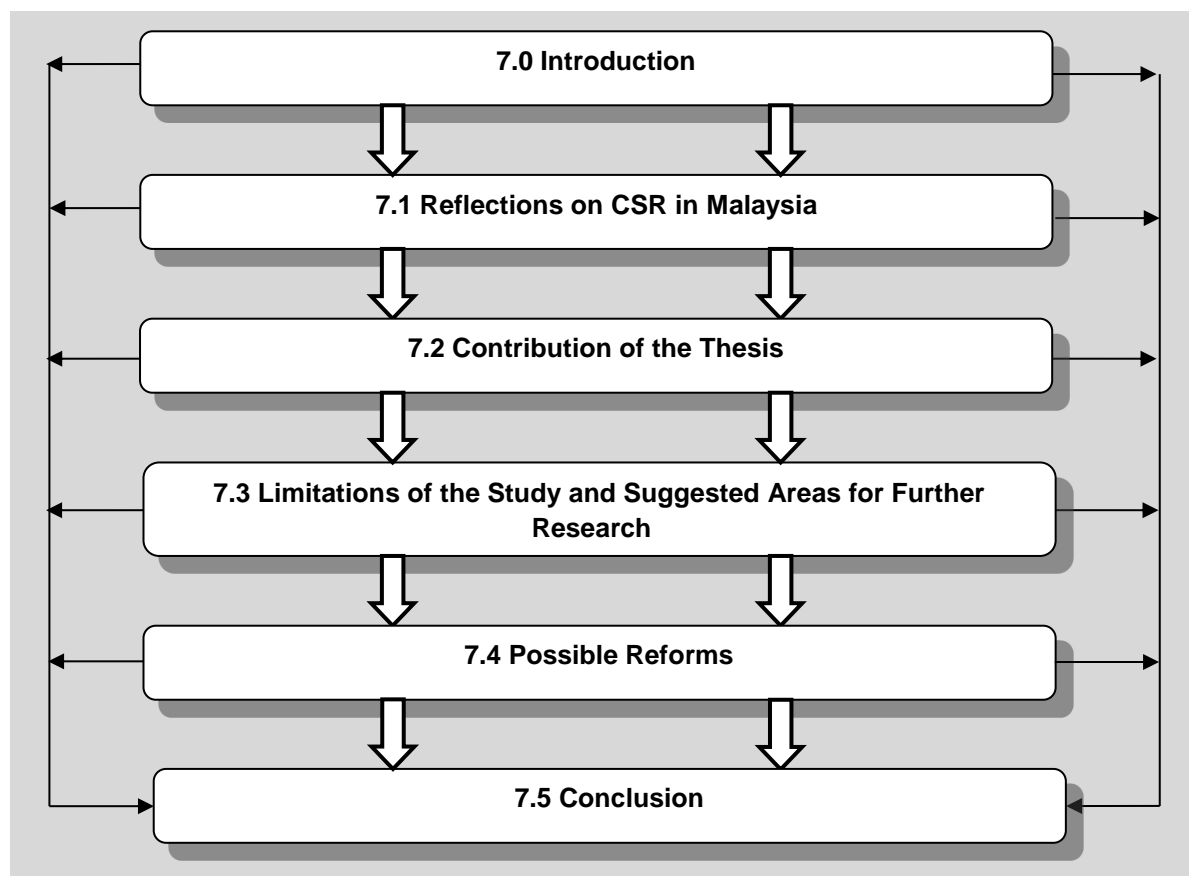 7.0 Introduction
7.1 Reflections on CSR in Malaysia
7.2 Contribution of the Thesis
7.3 Limitations of the Study and Suggested Areas for Further
Research
7.4 Possible Reforms
7.5 Conclusion